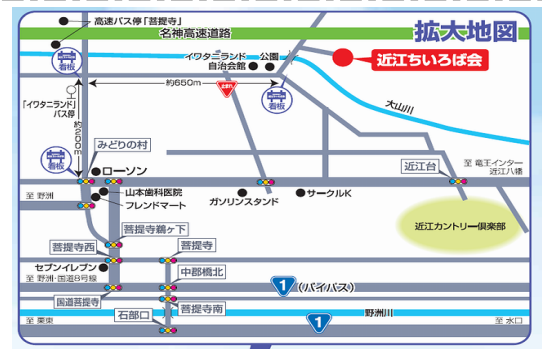 高速バス停「菩提寺」
名神高速道路
拡大地図
イワタニランド
自治会館
公園
近江ちいろば会
看板
約650m
止まれ
看板
「イワタニランド」
バス停
約200m
大山川
みどりの村
看板
ローソン
近江台
至 竜王インター
近江八幡
至 野洲
山本歯科医院
フレンドマート
ガソリンスタンド
サークルK
近江カントリー倶楽部
菩提寺鵜ヶ下
菩提寺西
菩提寺
セブンイレブン
中郡橋北
至 野洲・国道8号線
1
(バイパス)
国道菩提寺
菩提寺南
野洲川
至 栗東
石部口
1
至 水口